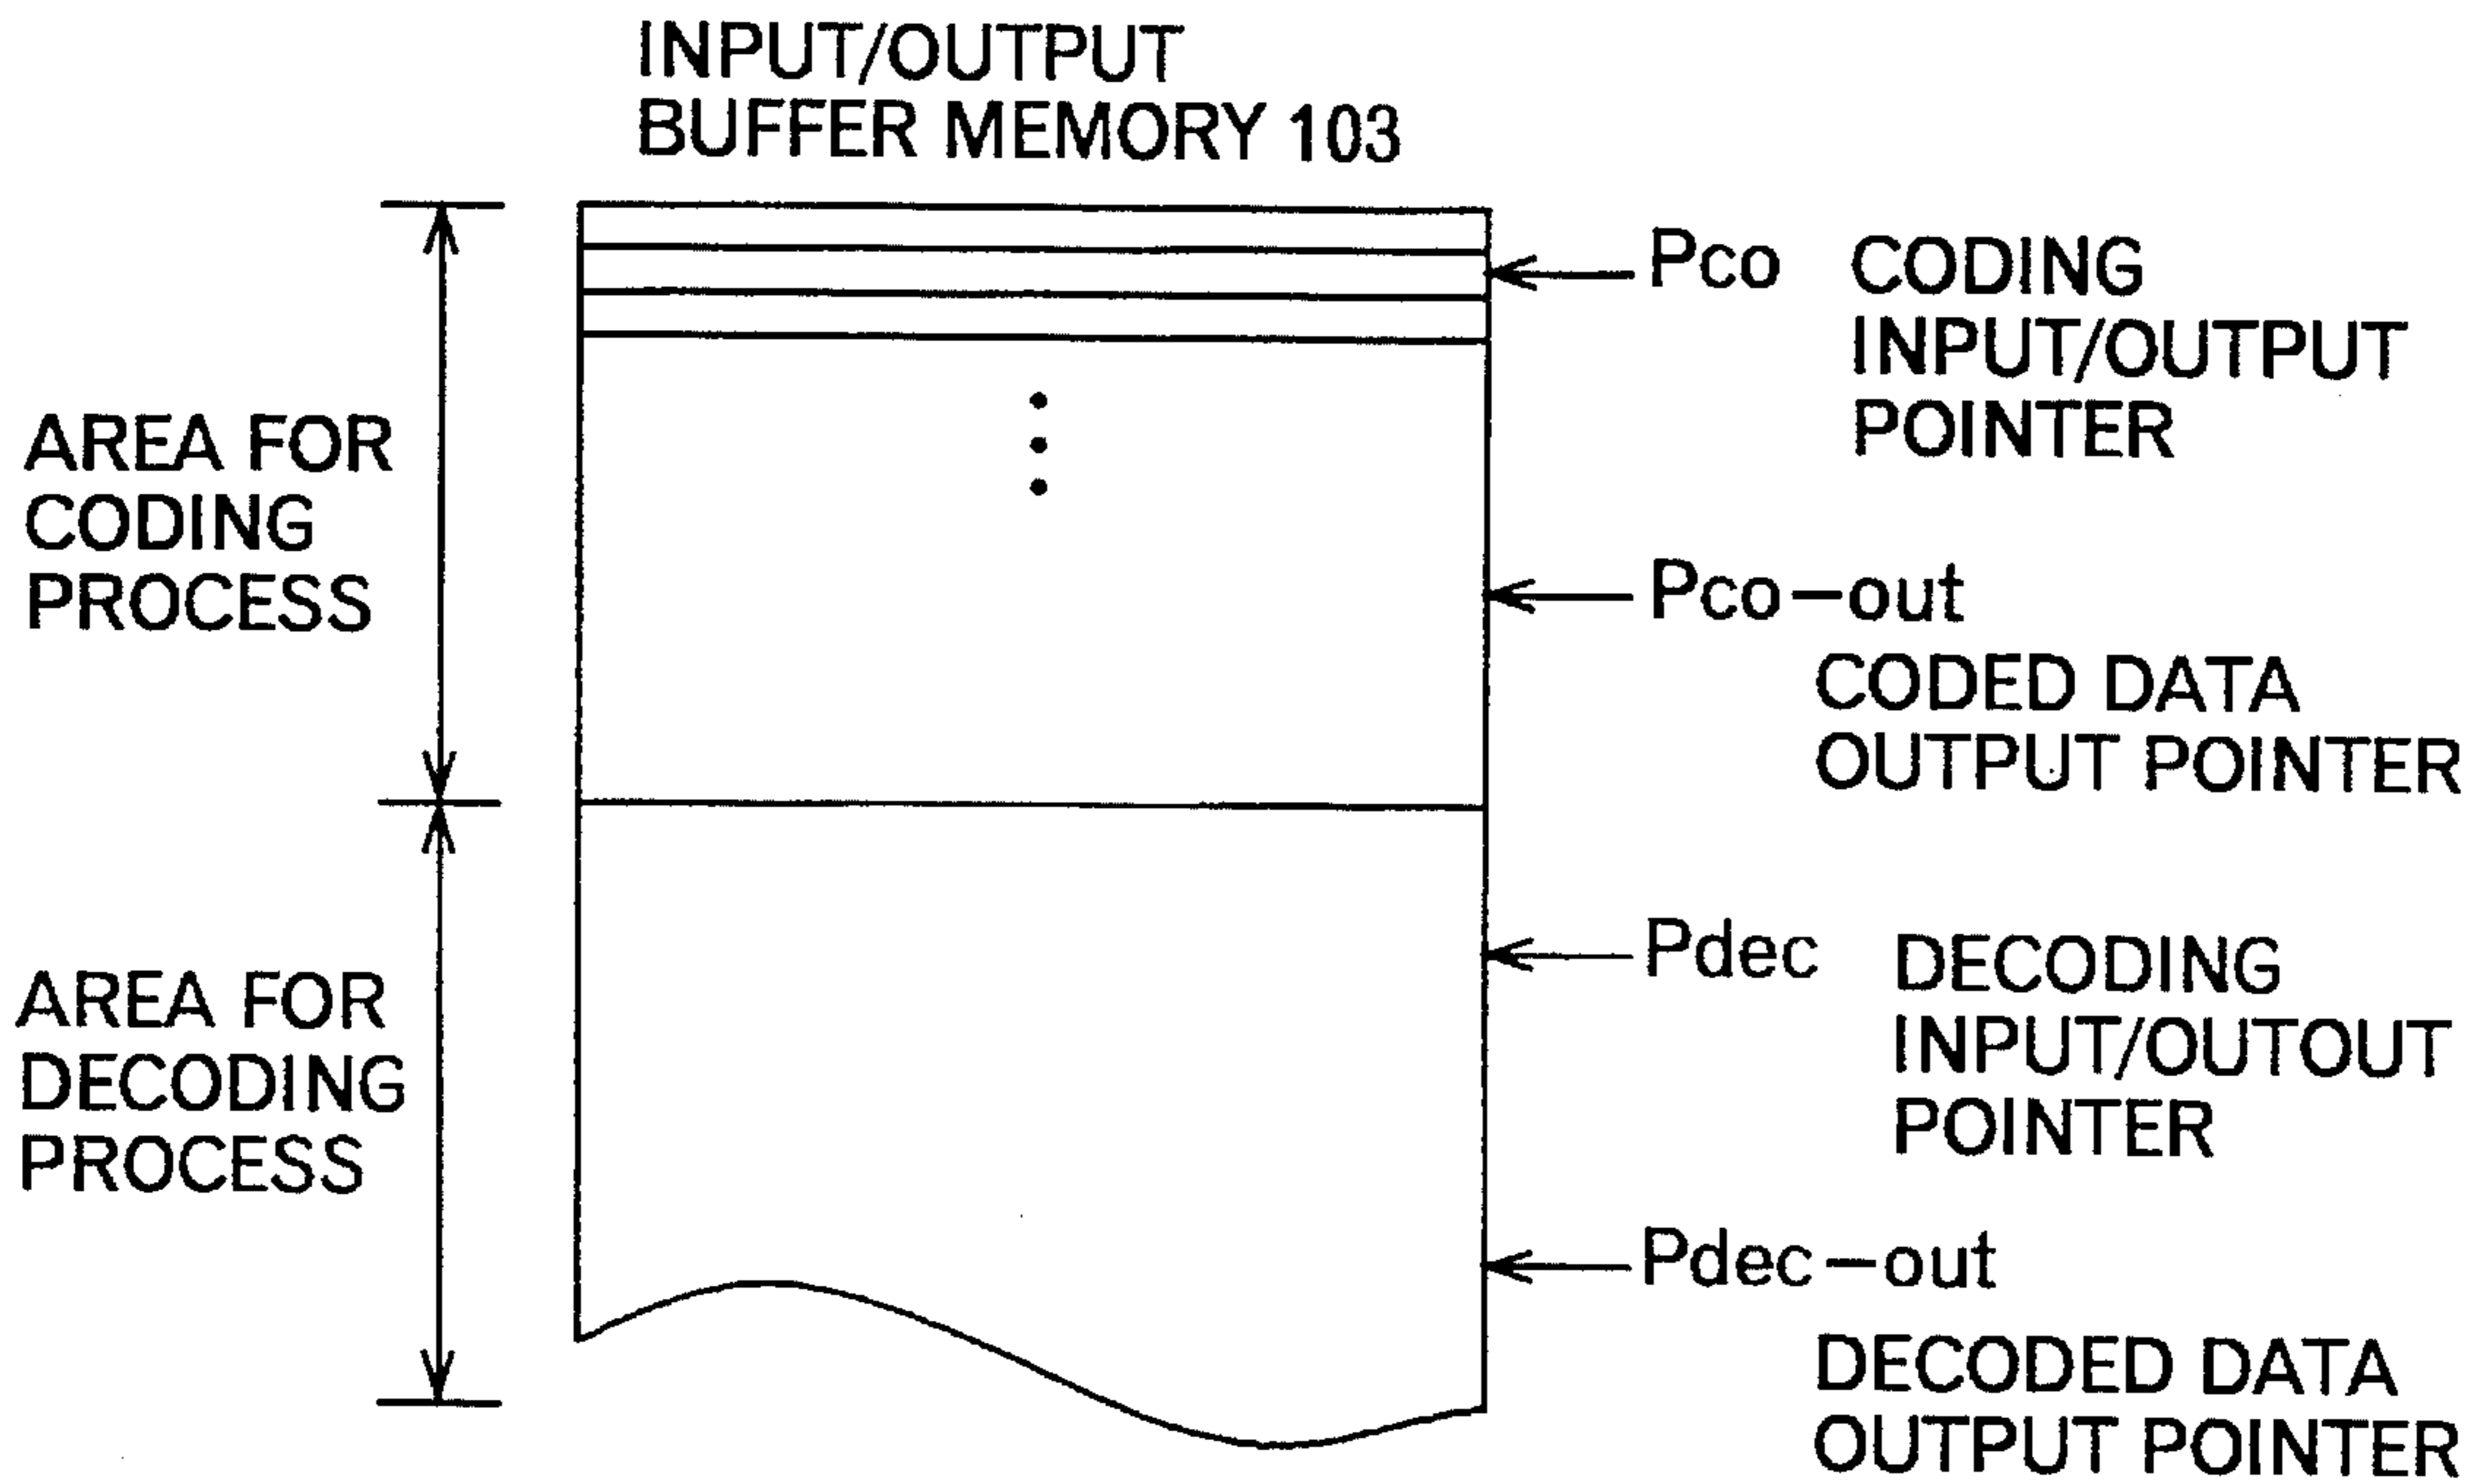 INPUT/OUTPUT
BUFFER MEMORY 103
AREA FOR
CODING
PROCESS
Pco CODING
INPUT/OUTPUT
POINTER
Pco-out
CODED DATA
OUTPUT POINTER
AREA FOR
DECODING
PROCESS
Pdec DECODING
INPUT/OUTOUT
POINTER
Pdec-out
DECODED DATA
OUTPUT POINTER